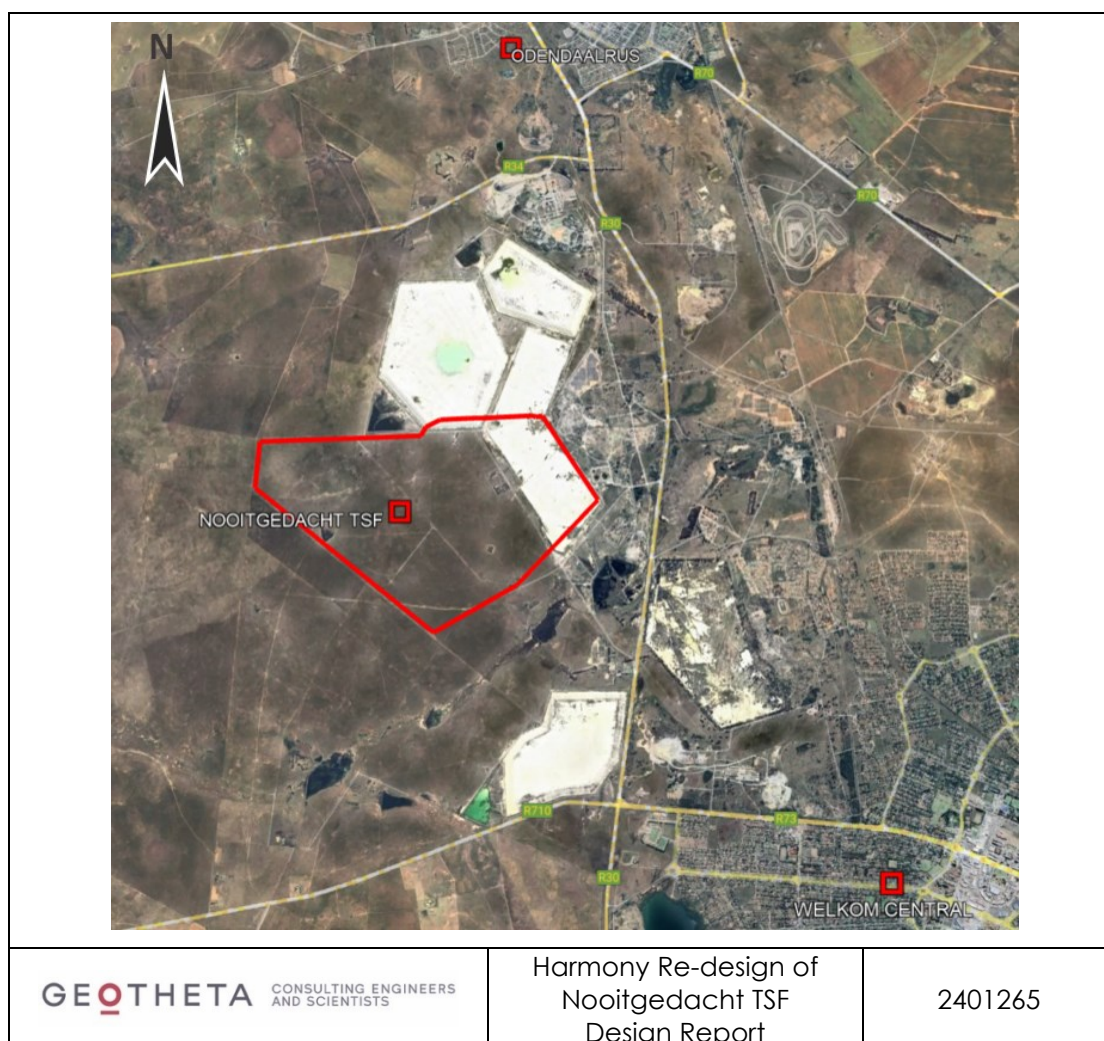 N
ODENDAALRUS
R70
R34
R70
R30
NOOITGEDACHT TSF
R710
R73
R30
WELKOM CENTRAL
GEOTHETA CONSULTING ENGINEERS
AND SCIENTISTS
Harmony Re-design of
Nooitgedacht TSF
Design Report
2401265